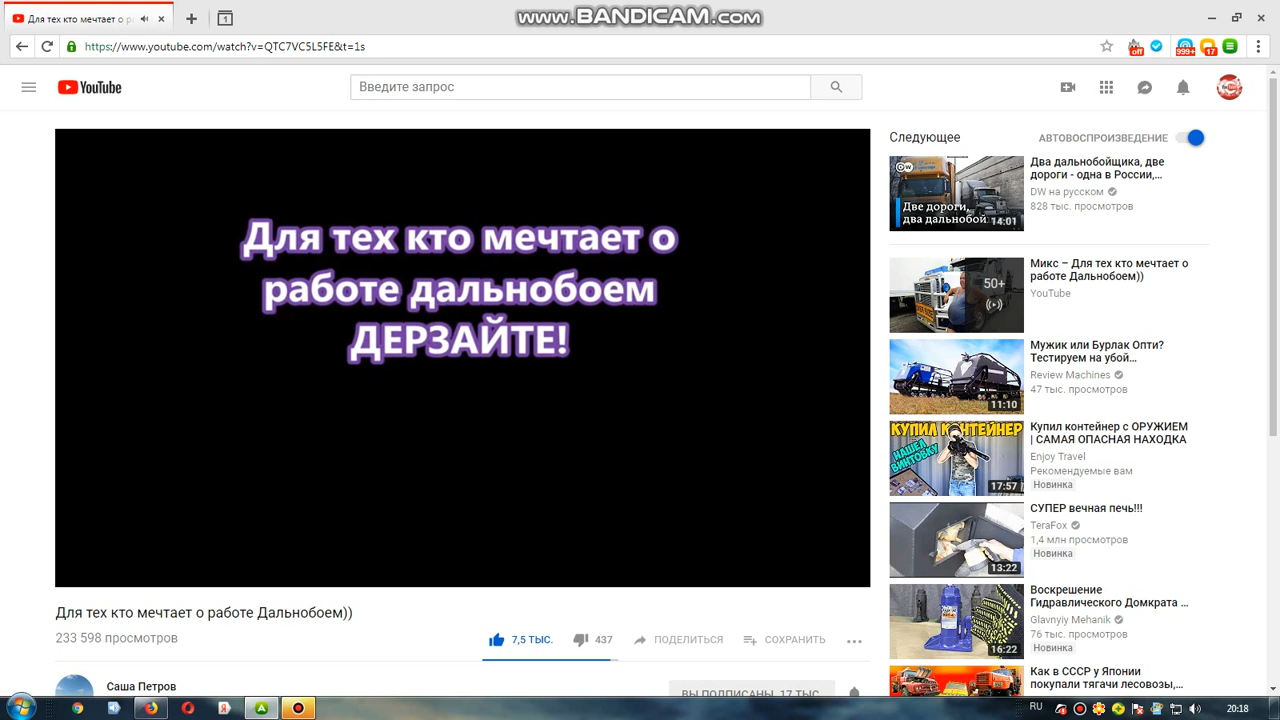 Для тех кто мечтает о р
1
www.BANDICAM.com
https://www.youtube.com/watch?v=QTC7VC5L5FE&t=1s
off
999+
17
YouTube
Введите запрос
Для тех кто мечтает о
работе дальнобоем
ДЕРЗАЙТЕ!
Для тех кто мечтает о работе Дальнобоем))
233 598 просмотров
7,5 ТЫС.
437
ПОДЕЛИТЬСЯ
СОХРАНИТЬ
Саша Петров
ВЫ ПОДПИСАНЫ 17 ТЫС.
Следующее
АВТОВОСПРОИЗВЕДЕНИЕ
Две дороги,
два дальнобой
14:01
Два дальнобойщика, две
дороги - одна в России,...
DW на русском
828 тыс. просмотров
50+
Микс – Для тех кто мечтает о
работе Дальнобоем))
YouTube
11:10
Мужик или Бурлак Опти?
Тестируем на убой...
Review Machines
47 тыс. просмотров
КУПИЛ КОНТЕЙНЕР
НАШЕЛ
ВИНТОВКУ
17:57
Купил контейнер с ОРУЖИЕМ
| САМАЯ ОПАСНАЯ НАХОДКА
Enjoy Travel
Рекомендуемые вам
Новинка
13:22
СУПЕР вечная печь!!!
TeraFox
1,4 млн просмотров
Новинка
16:22
Воскрешение
Гидравлического Домкрата ...
Glavnyiy Mehanik
76 тыс. просмотров
Новинка
Как в СССР у Японии
покупали тягачи лесовозы,...
RU
20:18